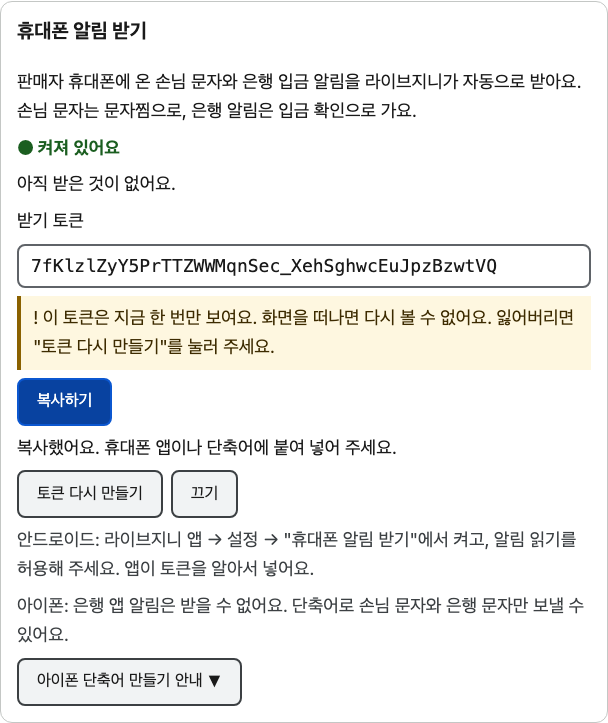 휴대폰 알림 받기
판매자 휴대폰에 온 손님 문자와 은행 입금 알림을 라이브지니가 자동으로 받아요.
손님 문자는 문자찜으로, 은행 알림은 입금 확인으로 가요.
● 켜져 있어요
아직 받은 것이 없어요.
받기 토큰
7fKlzlZyY5PrTTZWWMqnSec_XehSghwcEuJpzBzwtVQ
! 이 토큰은 지금 한 번만 보여요. 화면을 떠나면 다시 볼 수 없어요. 잃어버리면
"토큰 다시 만들기"를 눌러 주세요.
복사하기
복사했어요. 휴대폰 앱이나 단축어에 붙여 넣어 주세요.
토큰 다시 만들기 끄기
안드로이드: 라이브지니 앱 → 설정 → "휴대폰 알림 받기"에서 켜고, 알림 읽기를
허용해 주세요. 앱이 토큰을 알아서 넣어요.
아이폰: 은행 앱 알림은 받을 수 없어요. 단축어로 손님 문자와 은행 문자만 보낼 수
있어요.
아이폰 단축어 만들기 안내 ▼